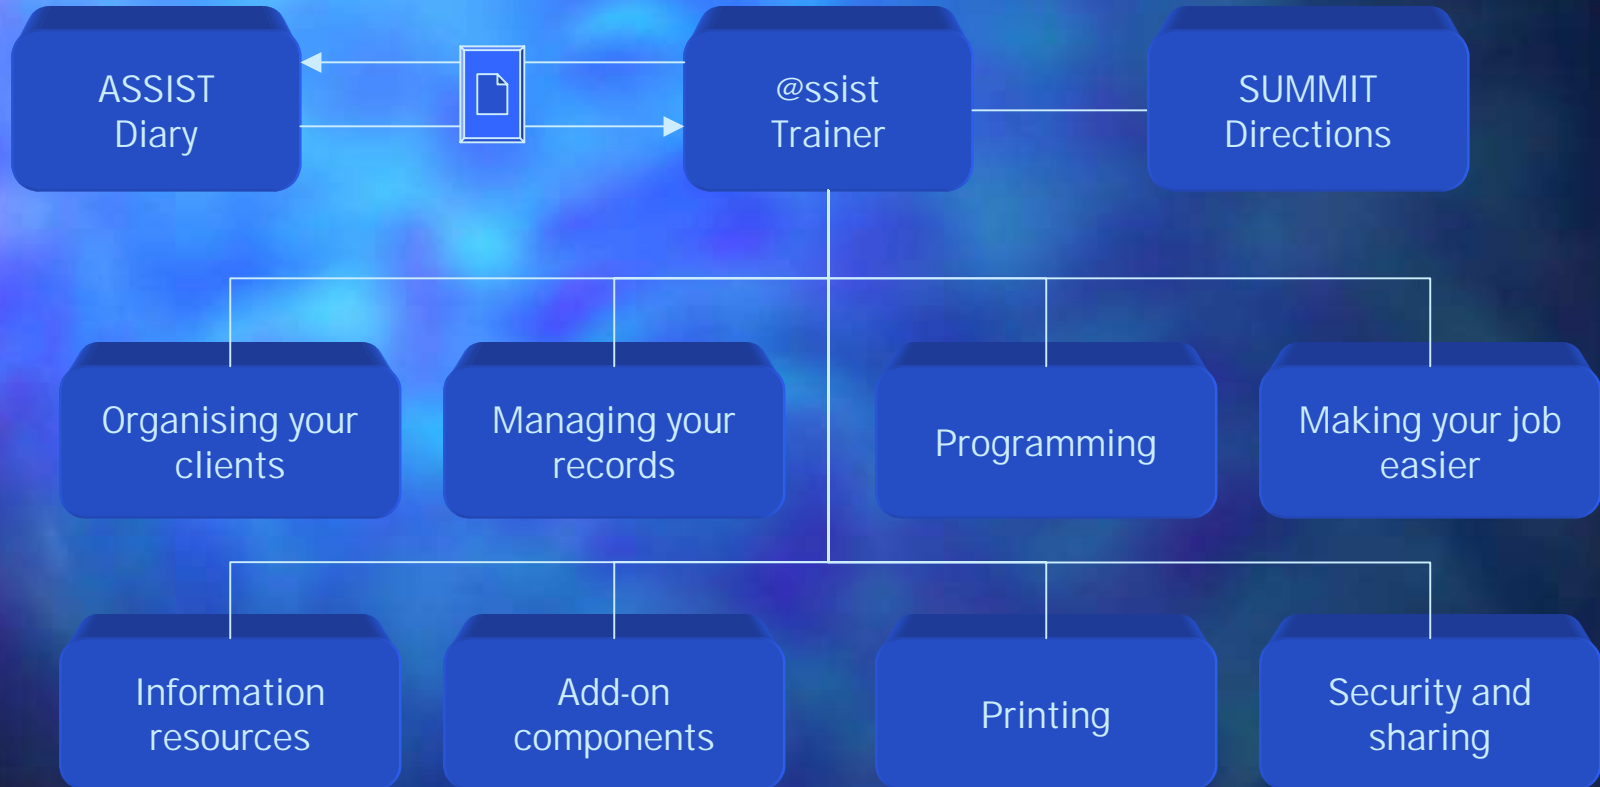 ASSIST
Diary
@ssist
Trainer
SUMMIT
Directions
Organising your
clients
Managing your
records
Programming
Making your job
easier
Information
resources
Add-on
components
Printing
Security and
sharing